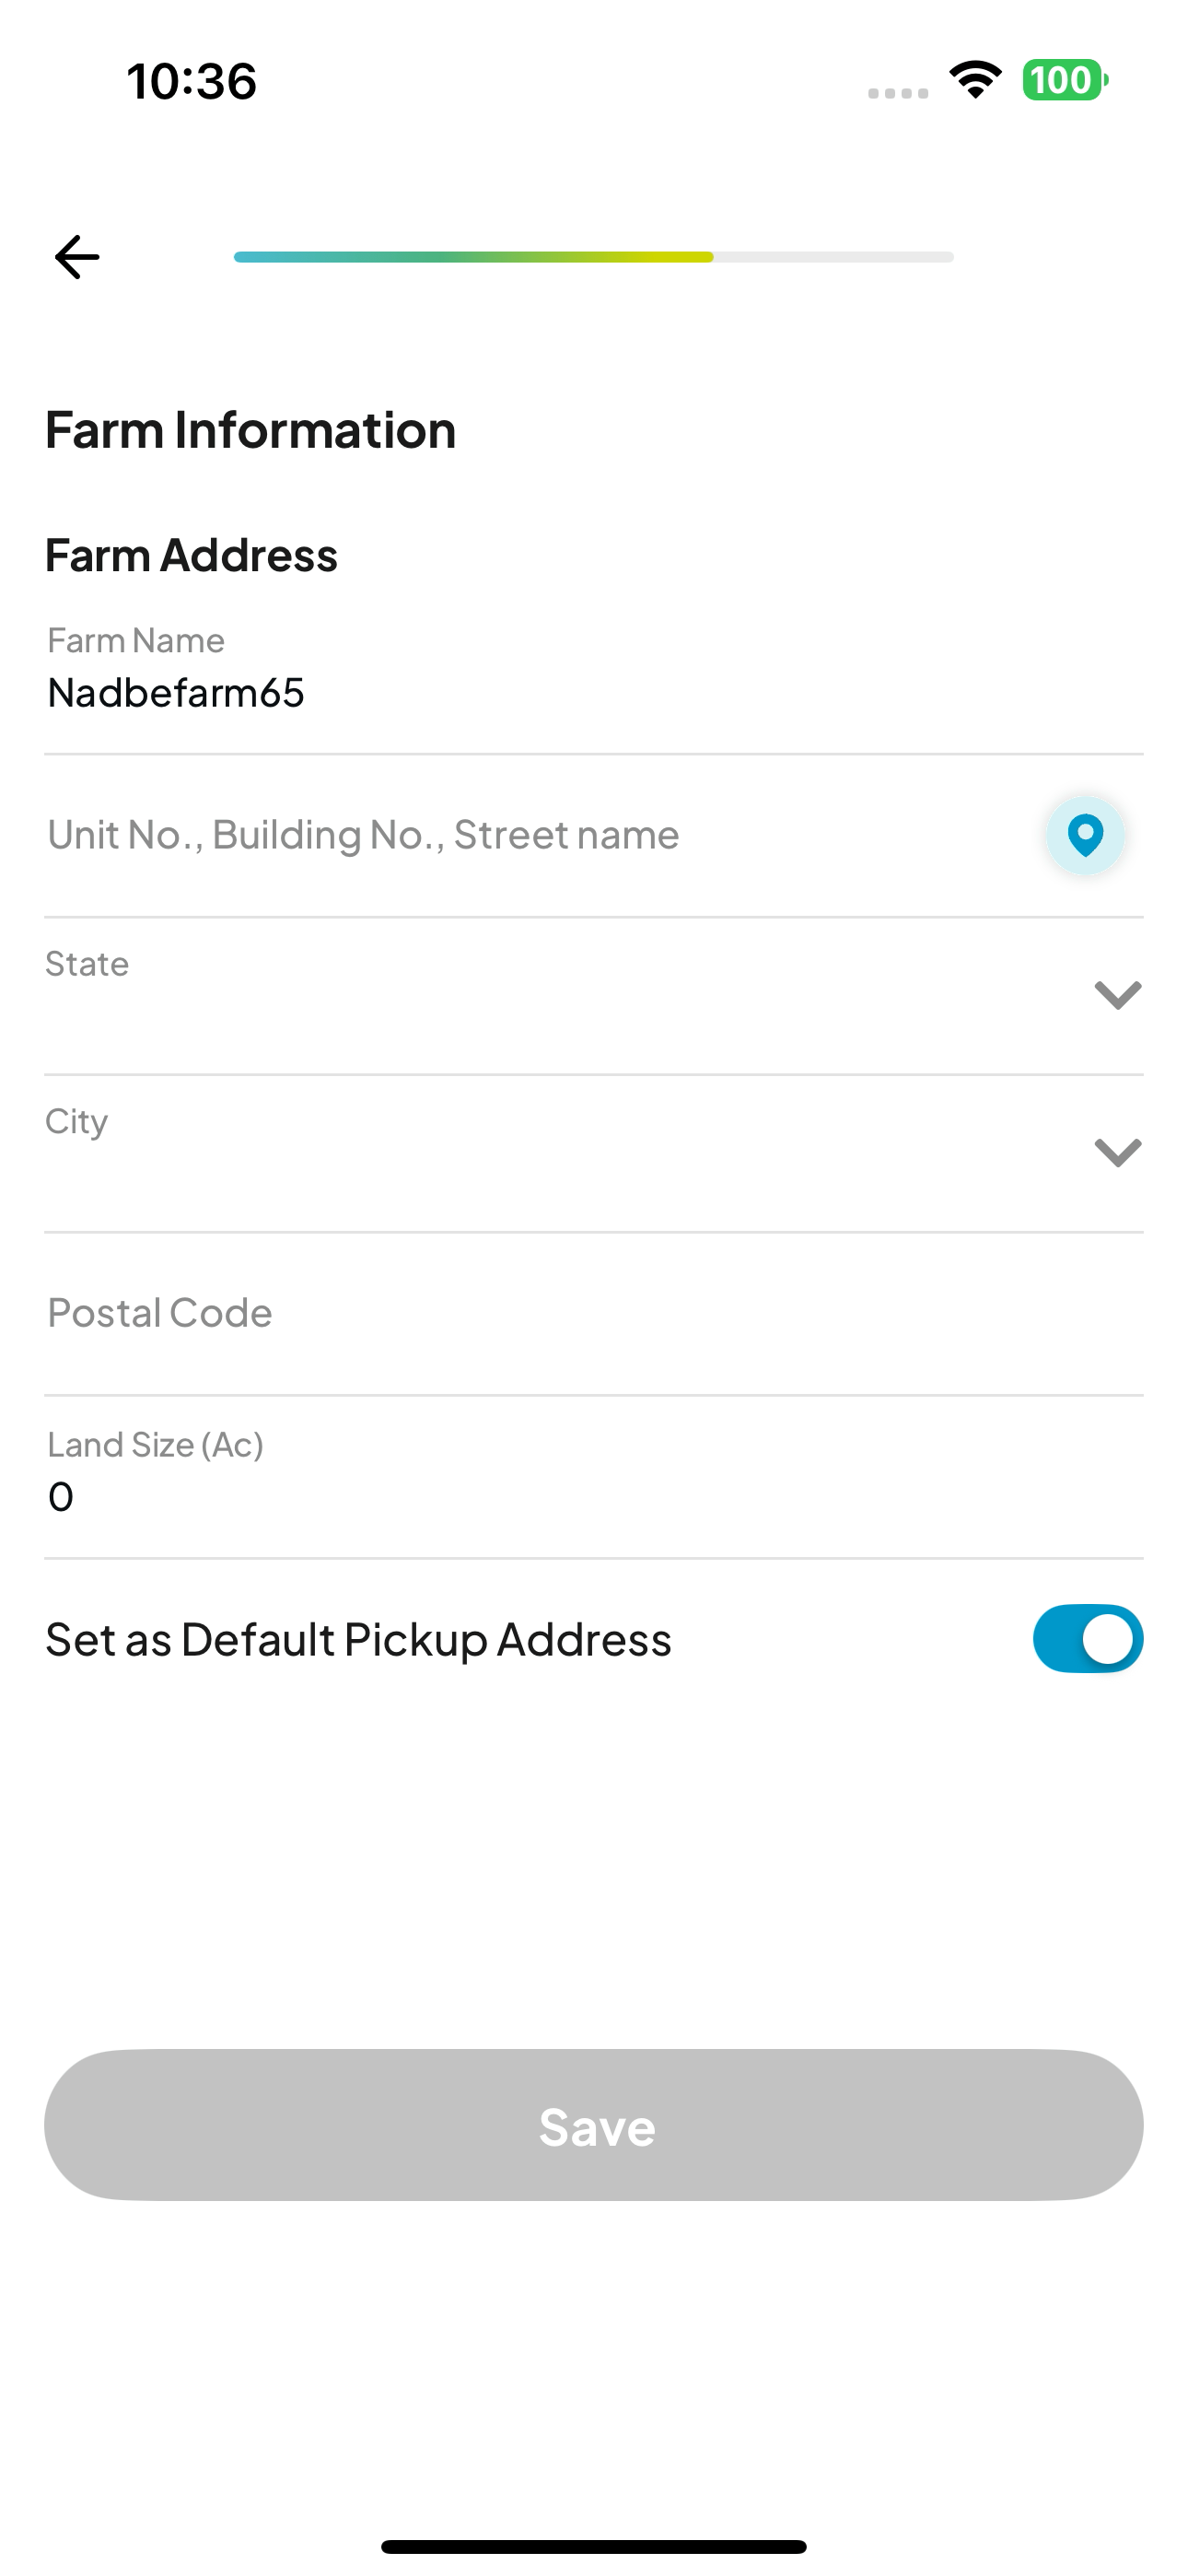 10:36
100
Farm Information
Farm Address
Farm Name
Nadbefarm65
Unit No., Building No., Street name
State
City
Postal Code
Land Size (Ac)
0
Set as Default Pickup Address
Save